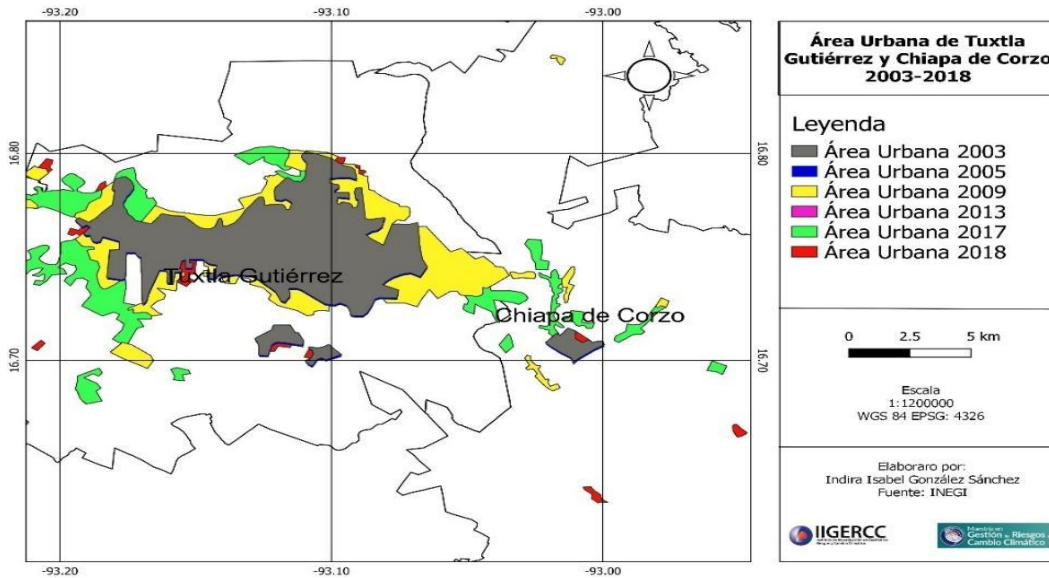 -93.20
-93.10
-93.00
16.80
16.80
16.70
16.70
Tuxtla Gutiérrez
Chiapa de Corzo
-93.20
-93.10
-93.00
Área Urbana de Tuxtla
Gutiérrez y Chiapa de Corzo
2003-2018
Leyenda
Área Urbana 2003
Área Urbana 2005
Área Urbana 2009
Área Urbana 2013
Área Urbana 2017
Área Urbana 2018
0 2.5 5 km
Escala
1:1200000
WGS 84 EPSG: 4326
Elaboraro por:
Indira Isabel González Sánchez
Fuente: INEGI
IIGERCC
Maestría en
Gestión de Riesgos
Cambio Climático